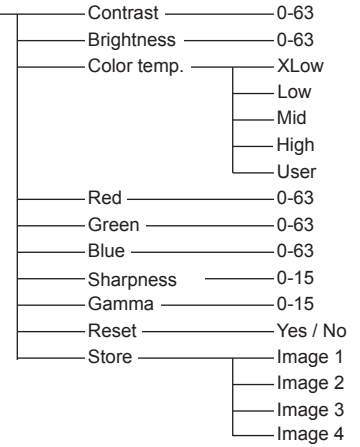 Contrast 0-63
Brightness 0-63
Color temp. XLow
Low
Mid
High
User
Red 0-63
Green 0-63
Blue 0-63
Sharpness 0-15
Gamma 0-15
Reset Yes / No
Store Image 1
Image 2
Image 3
Image 4